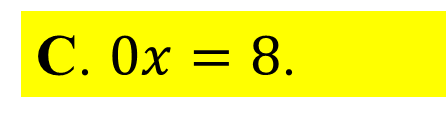 C. 0x = 8.